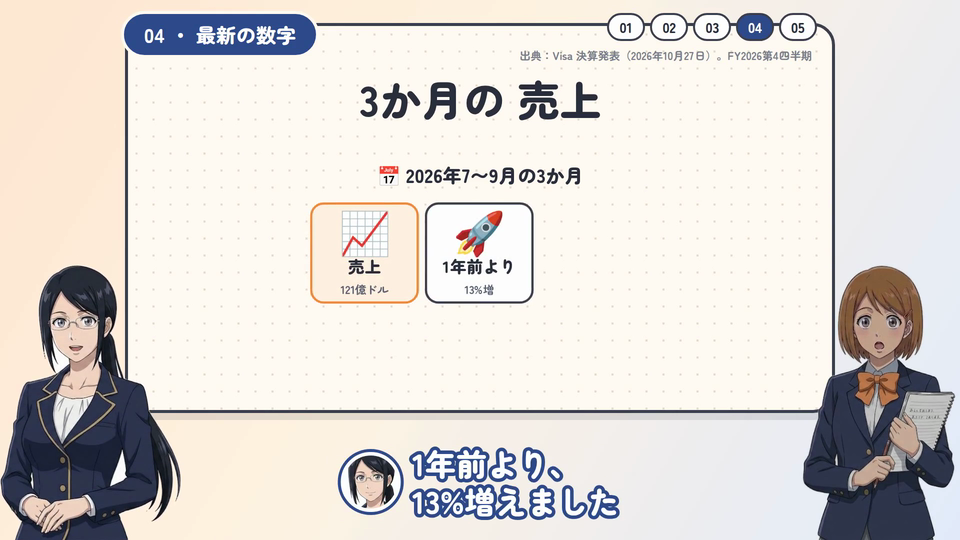 04 ・ 最新の数字
01 02 03 04 05
出典：Visa 決算発表（2026年10月27日）。FY2026第4四半期
3か月の 売上
July 17 2026年7〜9月の3か月
売上
121億ドル
1年前より
13%増
1年前より、
13%増えました